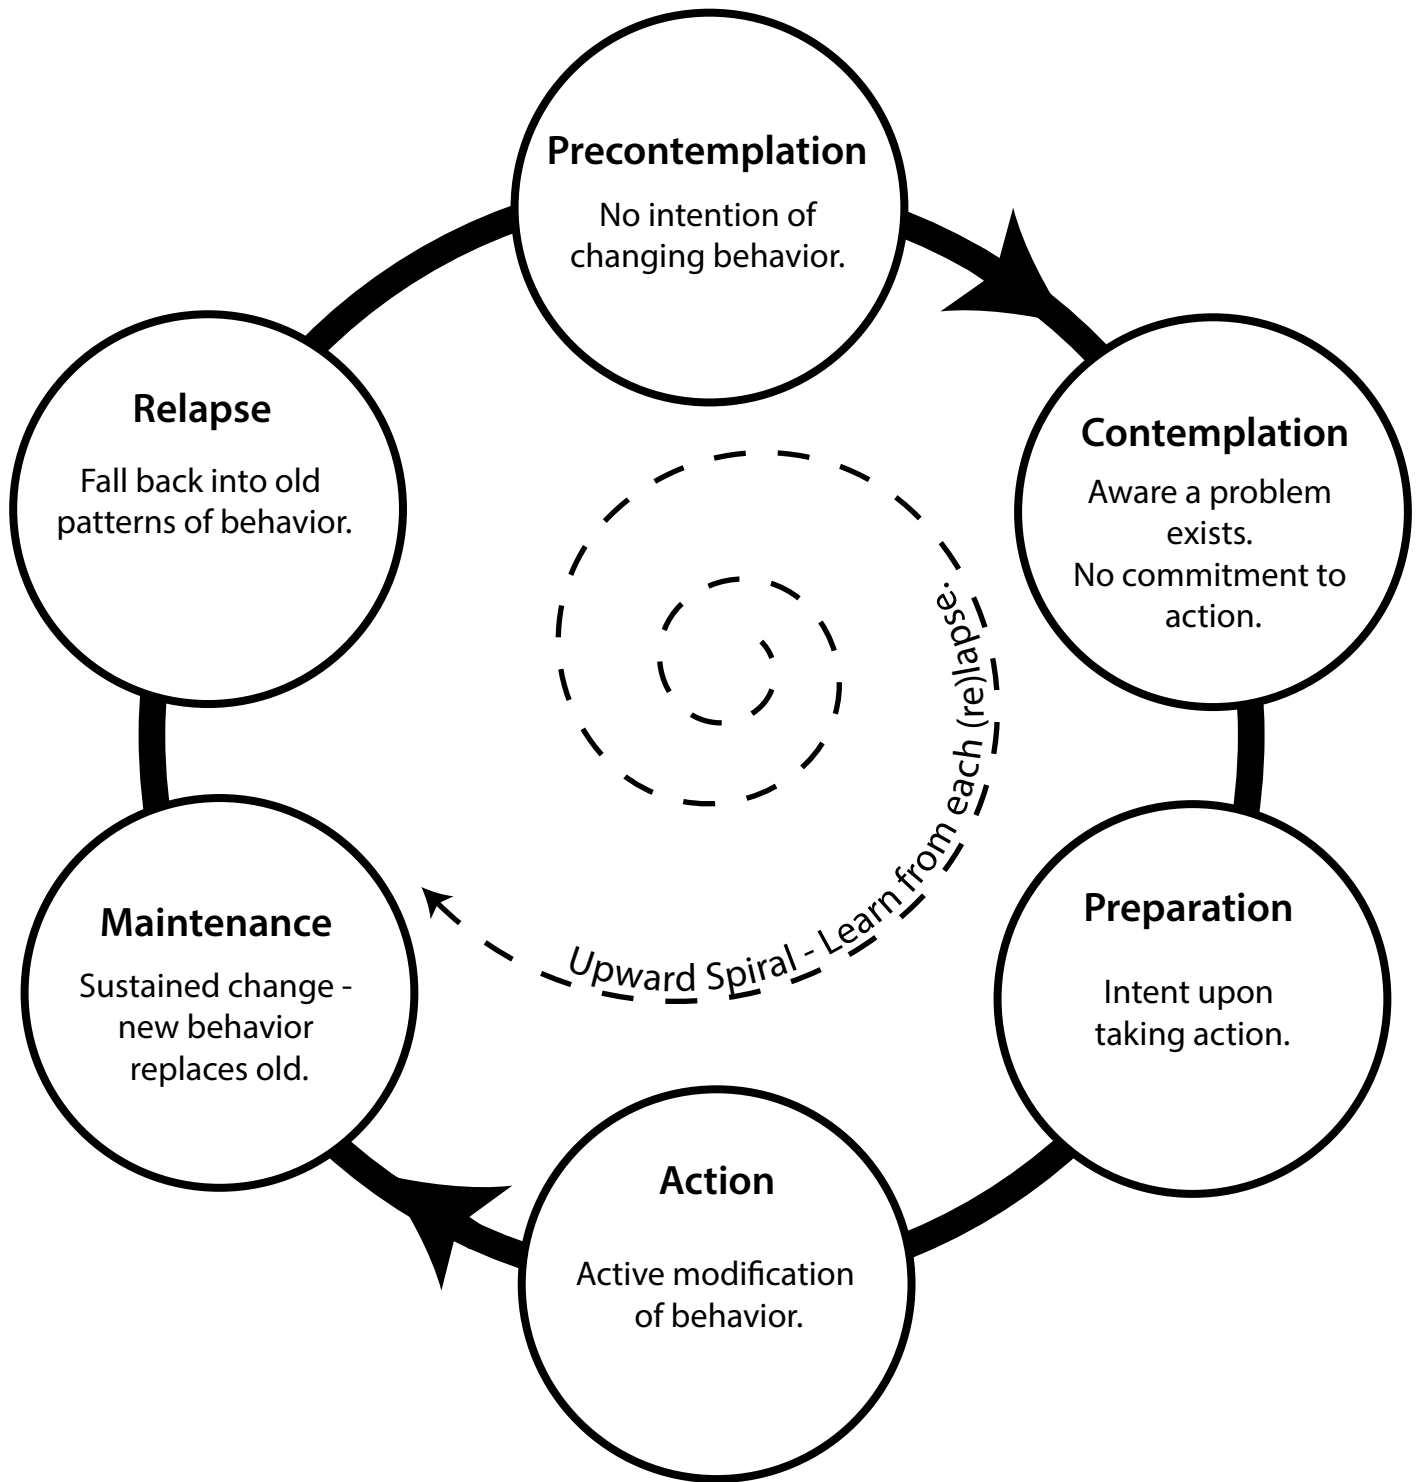 Precontemplation
No intention of
changing behavior.
Contemplation
Aware a problem
exists.
No commitment to
action.
Preparation
Intent upon
taking action.
Action
Active modification
of behavior.
Maintenance
Sustained change -
new behavior
replaces old.
Relapse
Fall back into old
patterns of behavior.
Upward Spiral - Learn from each (re)lapse.